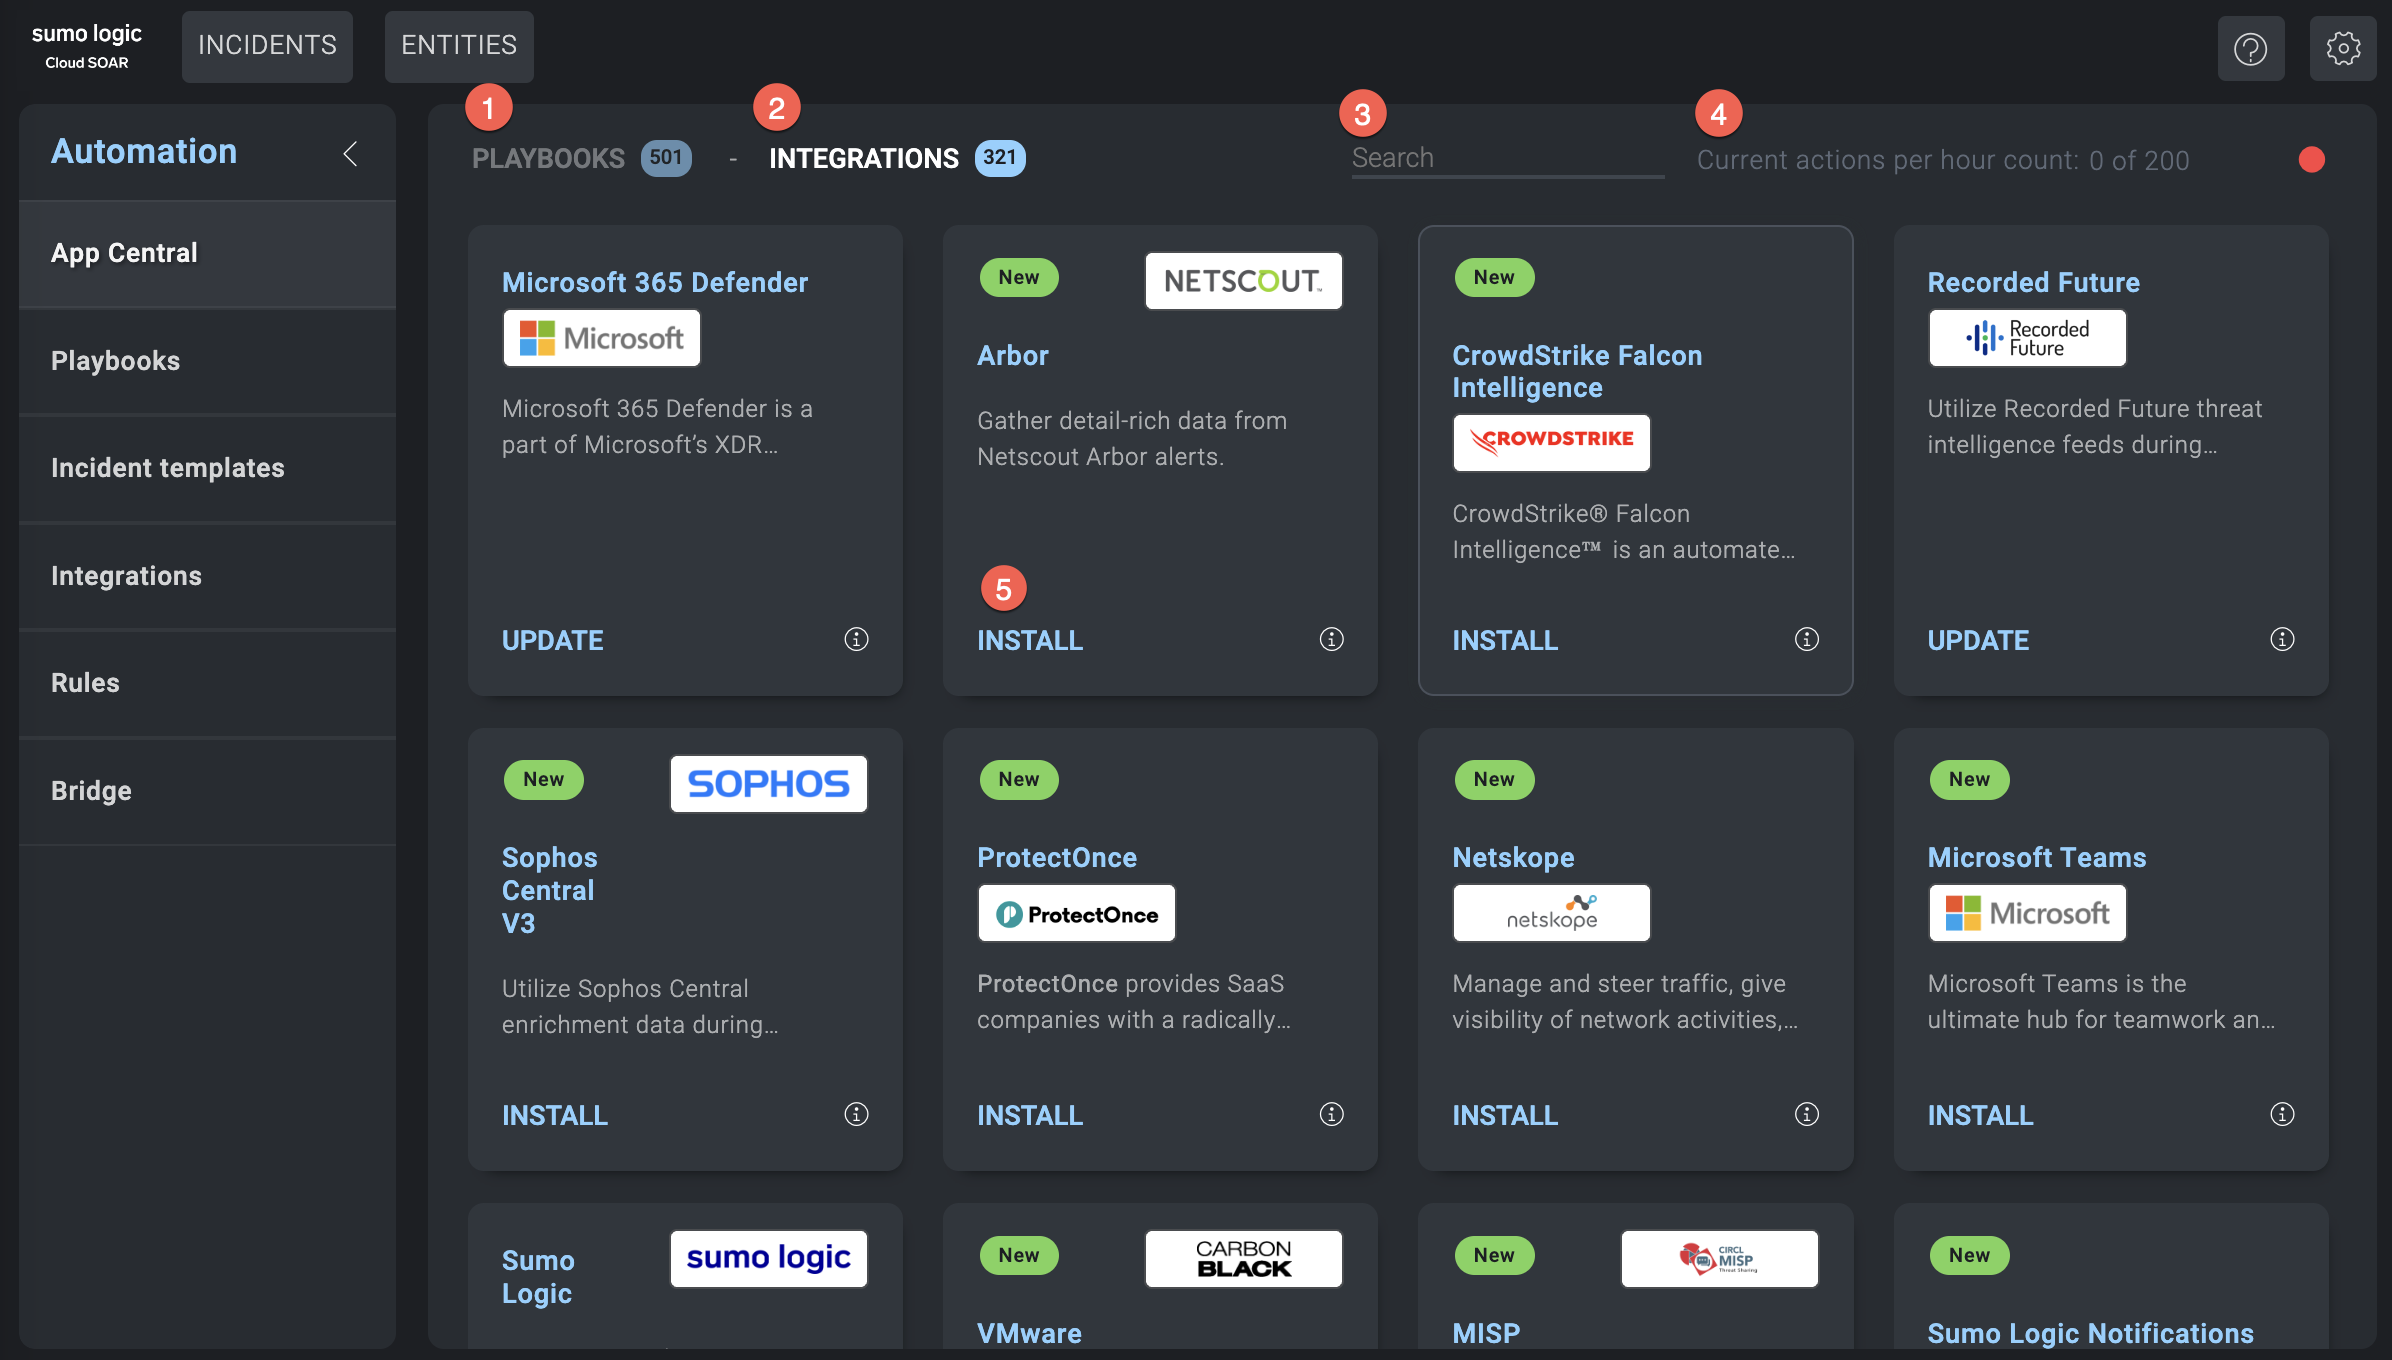 sumo logic
Cloud SOAR
INCIDENTS
ENTITIES
Automation
App Central
Playbooks
Incident templates
Integrations
Rules
Bridge
1
2
3
4
PLAYBOOKS 501 - INTEGRATIONS 321
Search
Current actions per hour count: 0 of 200
Microsoft 365 Defender
Microsoft
Microsoft 365 Defender is a
part of Microsoft's XDR...
UPDATE
New
NETSCOUT™
Arbor
Gather detail-rich data from
Netscout Arbor alerts.
5
INSTALL
New
CrowdStrike Falcon
Intelligence
CROWDSTRIKE
CrowdStrike® Falcon
Intelligence™ is an automate...
INSTALL
Recorded Future
Recorded
Future
Utilize Recorded Future threat
intelligence feeds during...
UPDATE
New
SOPHOS
Sophos
Central
V3
Utilize Sophos Central
enrichment data during...
INSTALL
New
ProtectOnce
ProtectOnce
ProtectOnce provides SaaS
companies with a radically...
INSTALL
New
Netskope
netskope
Manage and steer traffic, give
visibility of network activities,...
INSTALL
New
Microsoft Teams
Microsoft
Microsoft Teams is the
ultimate hub for teamwork an...
INSTALL
Sumo
Logic
sumo logic
New
CARBON
BLACK
VMware
New
CIRCL
MISP
Threat Sharing
MISP
New
Sumo Logic Notifications